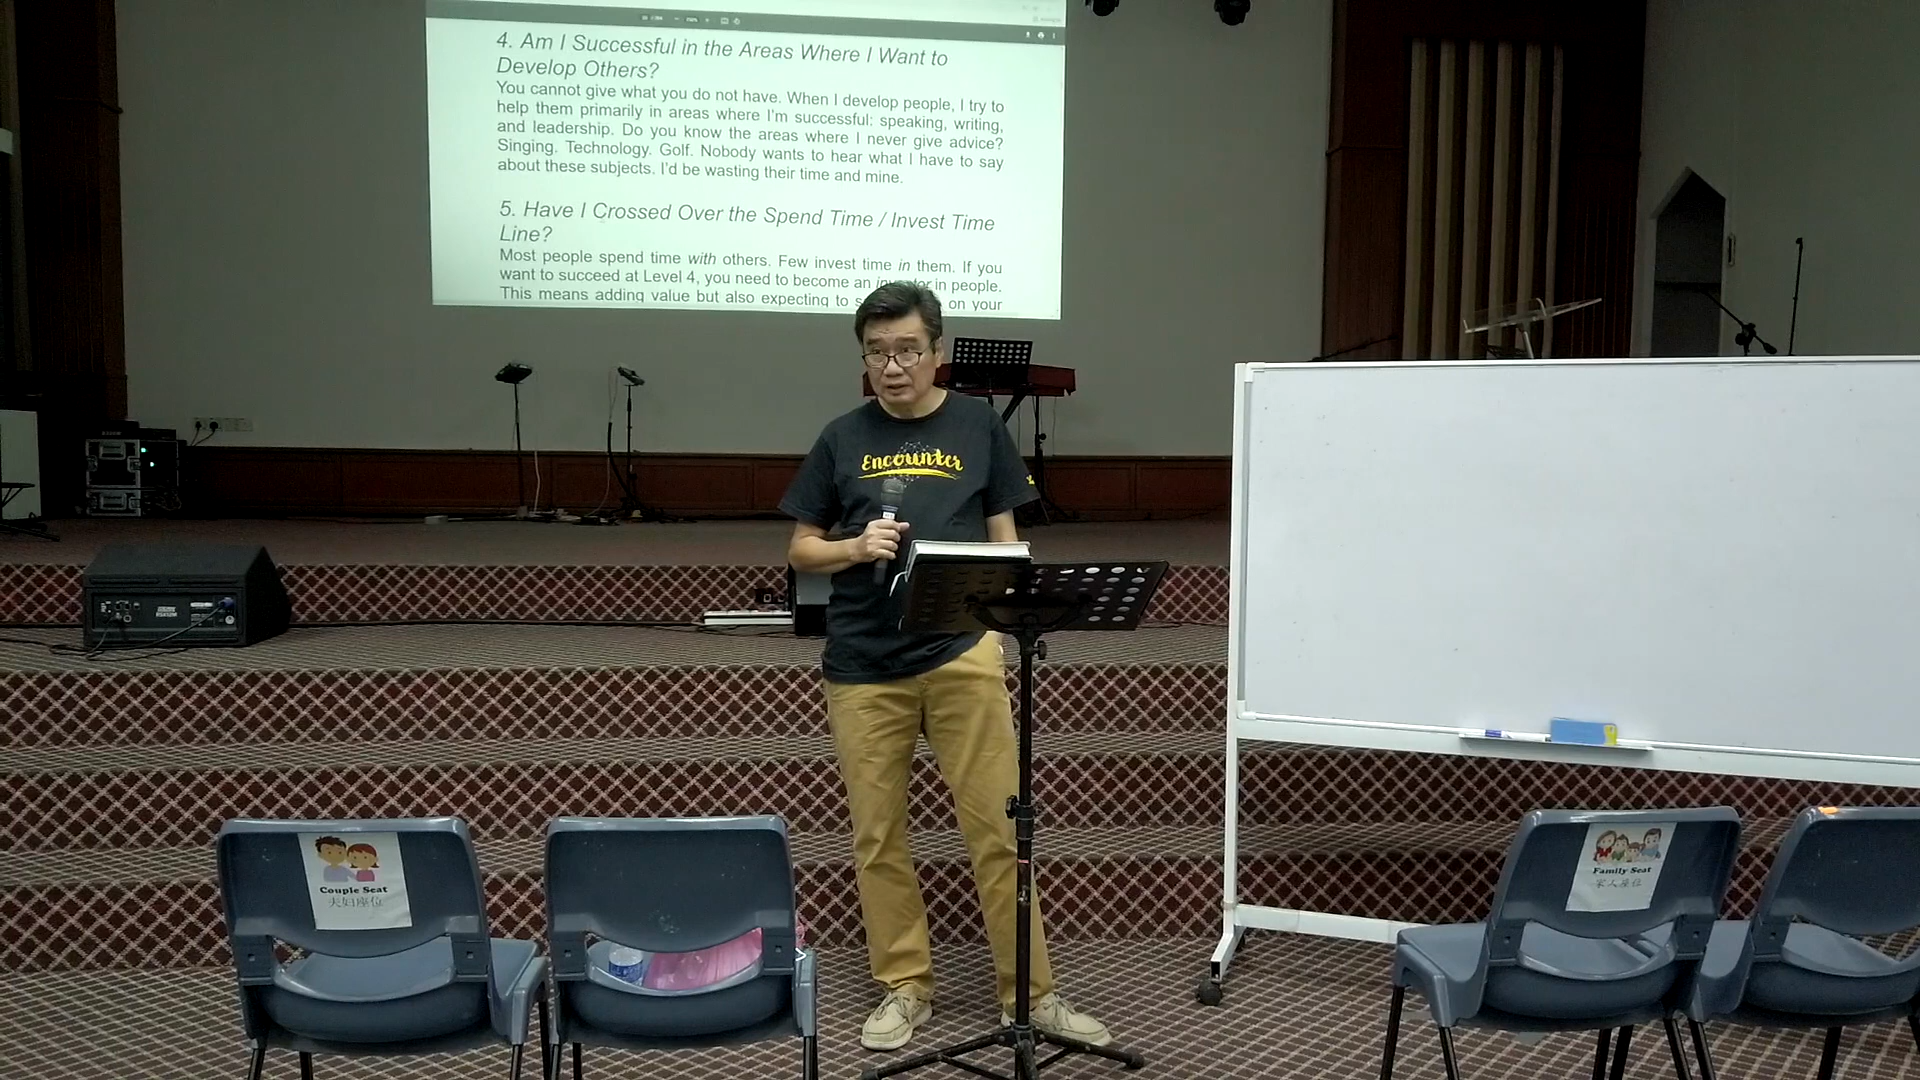 4. Am I Successful in the Areas Where I Want to
Develop Others?
You cannot give what you do not have. When I develop people, I try to
help them primarily in areas where I'm successful: speaking, writing,
and leadership. Do you know the areas where I never give advice?
Singing. Technology. Golf. Nobody wants to hear what I have to say
about these subjects. I'd be wasting their time and mine.
5. Have I Crossed Over the Spend Time / Invest Time
Line?
Most people spend time with others. Few invest time in them. If you
want to succeed at Level 4, you need to become an in people.
This means adding value but also expecting to on your
Encounter
Couple Seat
夫妇座位
Family Seat
家人座位